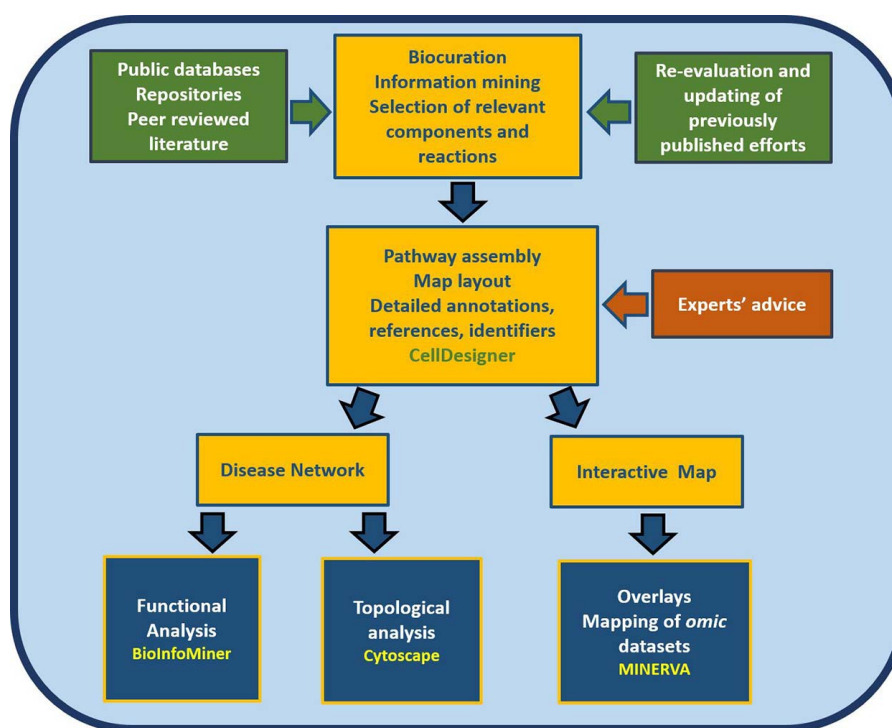 Public databases
Repositories
Peer reviewed
literature
Biocuration
Information mining
Selection of relevant
components and
reactions
Re-evaluation and
updating of
previously
published efforts
Pathway assembly
Map layout
Detailed annotations,
references, identifiers
CellDesigner
Experts' advice
Disease Network
Interactive Map
Functional
Analysis
BioInfoMiner
Topological
analysis
Cytoscape
Overlays
Mapping of omic
datasets
MINERVA